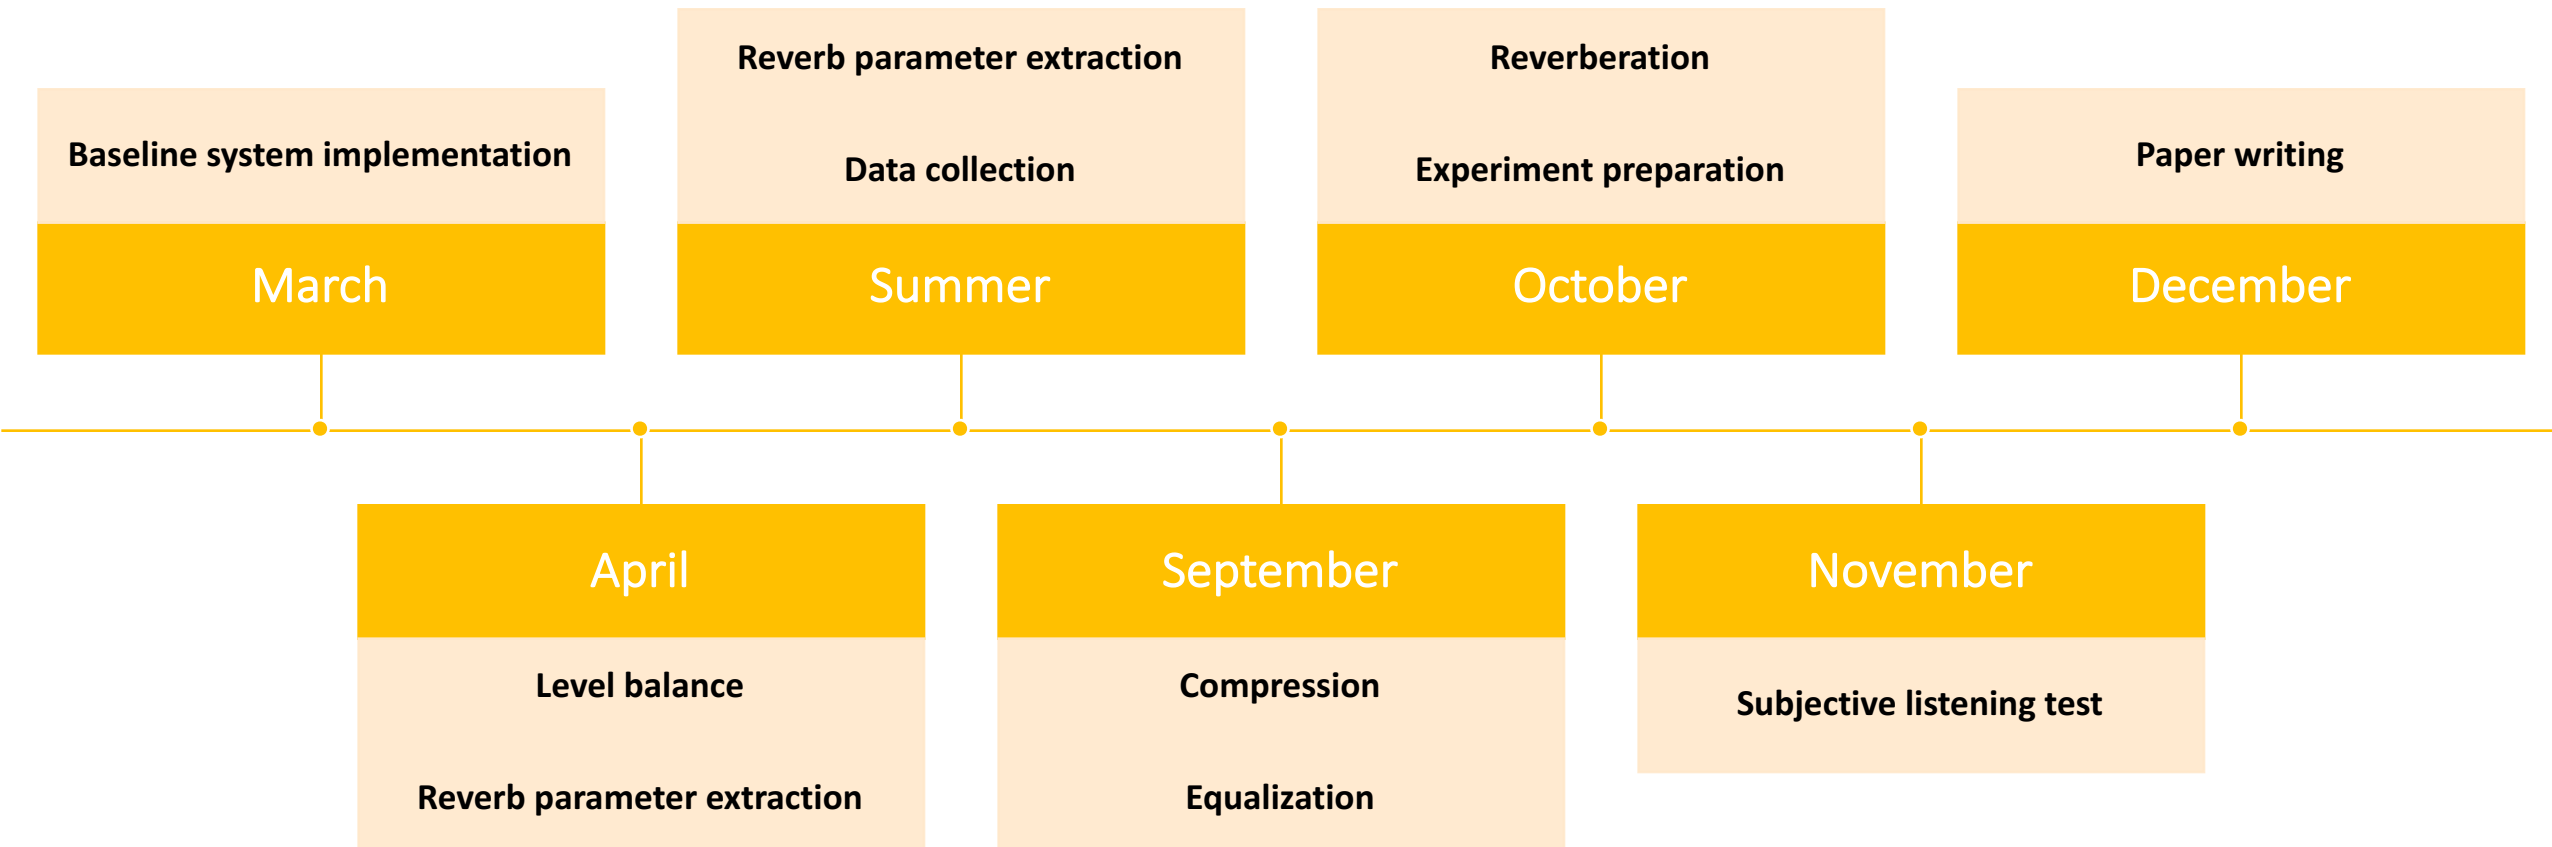 Baseline system implementation
March
Level balance
Reverb parameter extraction
April
Reverb parameter extraction
Data collection
Summer
September
Compression
Equalization
Reverberation
Experiment preparation
October
November
Subjective listening test
Paper writing
December